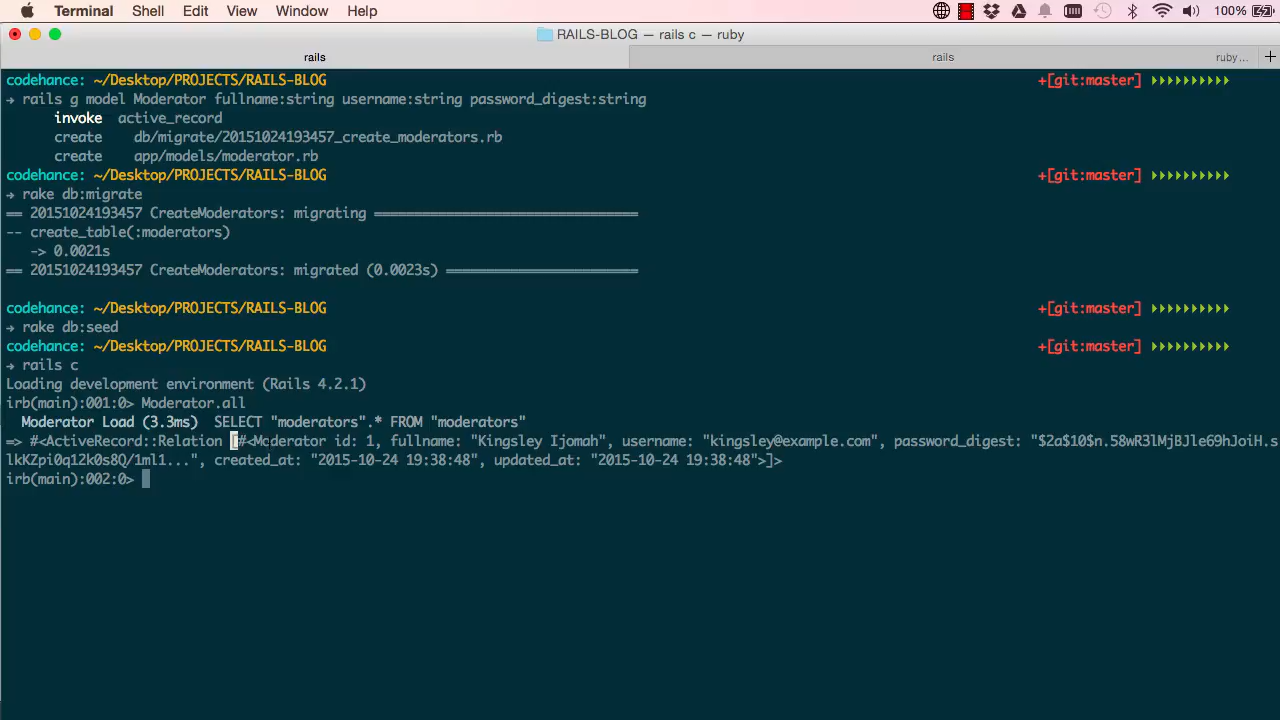 Terminal Shell Edit View Window Help 100%
RAILS-BLOG — rails c — ruby
rails rails ruby... +
codehance: ~/Desktop/PROJECTS/RAILS-BLOG +[git:master]
→ rails g model Moderator fullname:string username:string password_digest:string
invoke active_record
create db/migrate/20151024193457_create_moderators.rb
create app/models/moderator.rb
codehance: ~/Desktop/PROJECTS/RAILS-BLOG +[git:master]
→ rake db:migrate
== 20151024193457 CreateModerators: migrating =================================
-- create_table(:moderators)
-> 0.0021s
== 20151024193457 CreateModerators: migrated (0.0023s) ========================
codehance: ~/Desktop/PROJECTS/RAILS-BLOG +[git:master]
→ rake db:seed
codehance: ~/Desktop/PROJECTS/RAILS-BLOG +[git:master]
→ rails c
Loading development environment (Rails 4.2.1)
irb(main):001:0> Moderator.all
Moderator Load (3.3ms) SELECT "moderators".* FROM "moderators"
=> #<ActiveRecord::Relation [#<Moderator id: 1, fullname: "Kingsley Ijomah", username: "kingsley@example.com", password_digest: "$2a$10$n.58wR3lMjBJle69hJoiH.s
lkKZpi0q12k0s8Q/1ml1...", created_at: "2015-10-24 19:38:48", updated_at: "2015-10-24 19:38:48">]>
irb(main):002:0>